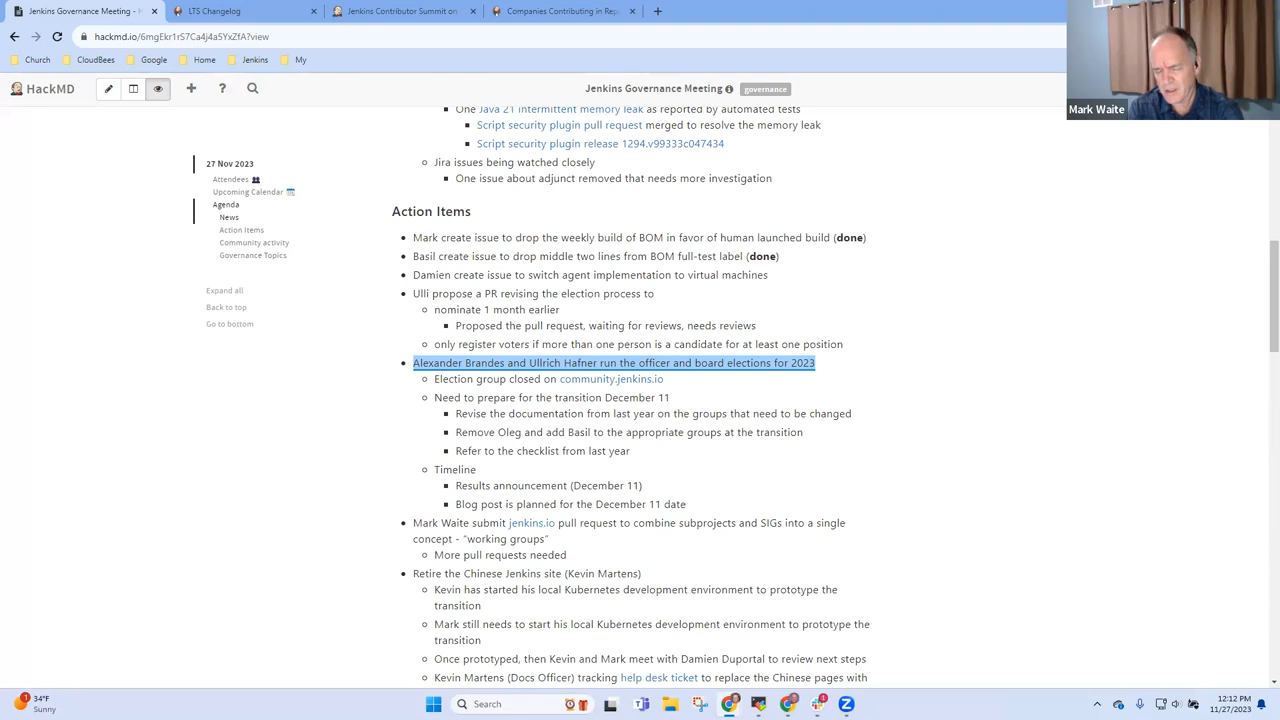 Jenkins Governance Meeting - H
LTS Changelog
Jenkins Contributor Summit on
Companies Contributing in Rep
hackmd.io/6mgEkr1rS7Ca4j4a5YxZfA?view
Church
CloudBees
Google
Home
Jenkins
My
HackMD
Jenkins Governance Meeting
governance
Mark Waite
One Java 21 intermittent memory leak as reported by automated tests
Script security plugin pull request merged to resolve the memory leak
Script security plugin release 1294.v99333c047434
Jira issues being watched closely
One issue about adjunct removed that needs more investigation
27 Nov 2023
Attendees
Upcoming Calendar
Agenda
News
Action Items
Community activity
Governance Topics
Expand all
Back to top
Go to bottom
Action Items
Mark create issue to drop the weekly build of BOM in favor of human launched build (done)
Basil create issue to drop middle two lines from BOM full-test label (done)
Damien create issue to switch agent implementation to virtual machines
Ulli propose a PR revising the election process to
nominate 1 month earlier
Proposed the pull request, waiting for reviews, needs reviews
only register voters if more than one person is a candidate for at least one position
Alexander Brandes and Ullrich Hafner run the officer and board elections for 2023
Election group closed on community.jenkins.io
Need to prepare for the transition December 11
Revise the documentation from last year on the groups that need to be changed
Remove Oleg and add Basil to the appropriate groups at the transition
Refer to the checklist from last year
Timeline
Results announcement (December 11)
Blog post is planned for the December 11 date
Mark Waite submit jenkins.io pull request to combine subprojects and SIGs into a single
concept - “working groups”
More pull requests needed
Retire the Chinese Jenkins site (Kevin Martens)
Kevin has started his local Kubernetes development environment to prototype the
transition
Mark still needs to start his local Kubernetes development environment to prototype the
transition
Once prototyped, then Kevin and Mark meet with Damien Duportal to review next steps
Kevin Martens (Docs Officer) tracking help desk ticket to replace the Chinese pages with
34°F
Sunny
Search
12:12 PM
11/27/2023